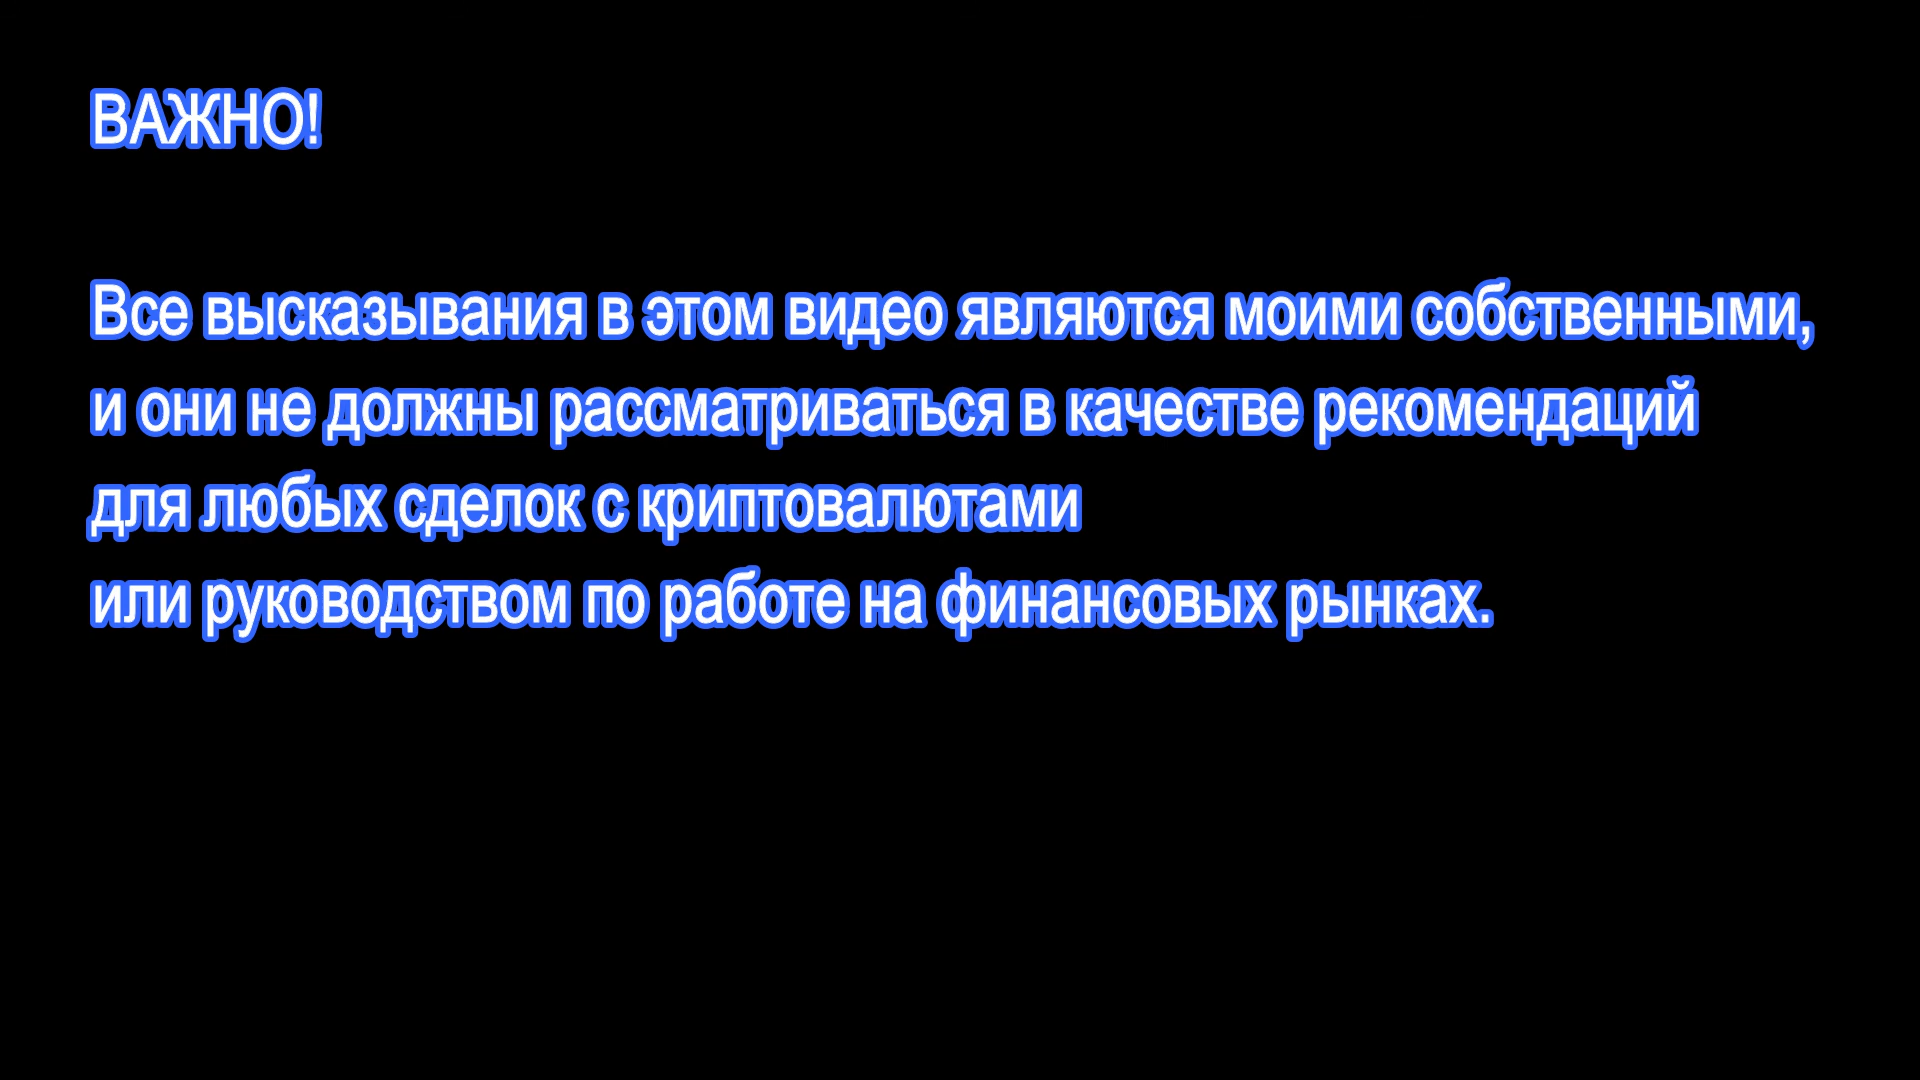 ВАЖНО!
Все высказывания в этом видео являются моими собственными,
и они не должны рассматриваться в качестве рекомендаций
для любых сделок с криптовалютами
или руководством по работе на финансовых рынках.